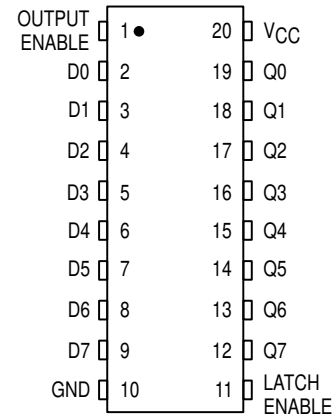 OUTPUT
ENABLE 1 20 VCC
D0 2 19 Q0
D1 3 18 Q1
D2 4 17 Q2
D3 5 16 Q3
D4 6 15 Q4
D5 7 14 Q5
D6 8 13 Q6
D7 9 12 Q7
GND 10 11 LATCH
ENABLE